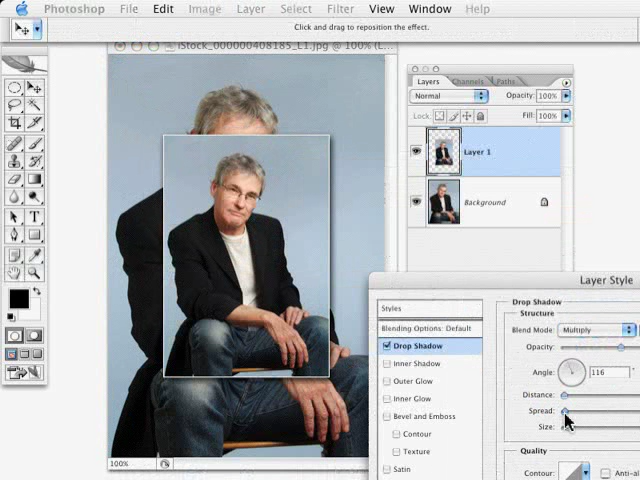 Photoshop File Edit Image Layer Select Filter View Window Help
Click and drag to reposition the effect.
iStock_000000408185_L1.jpg @ 100% (L...
Layers Channels Paths
Normal Opacity: 100%
Lock: Fill: 100%
Layer 1
Background
Layer Style
Styles
Blending Options: Default
Drop Shadow
Inner Shadow
Outer Glow
Inner Glow
Bevel and Emboss
Contour
Texture
Satin
Drop Shadow
Structure
Blend Mode: Multiply
Opacity:
Angle: 116 °
Distance:
Spread:
Size:
Quality
Contour: Anti-al
100%